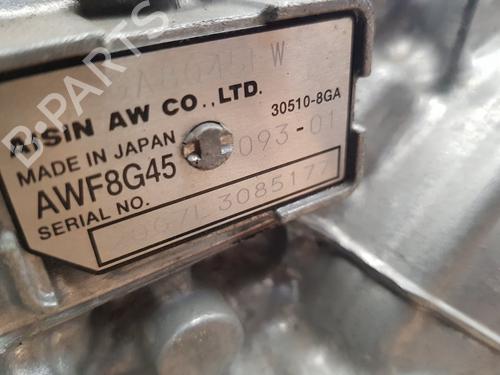 W
AISIN AW CO.,LTD.
30510-8GA
MADE IN JAPAN
093-01
AWF8G45
SERIAL NO.
3085177
B-PARTS